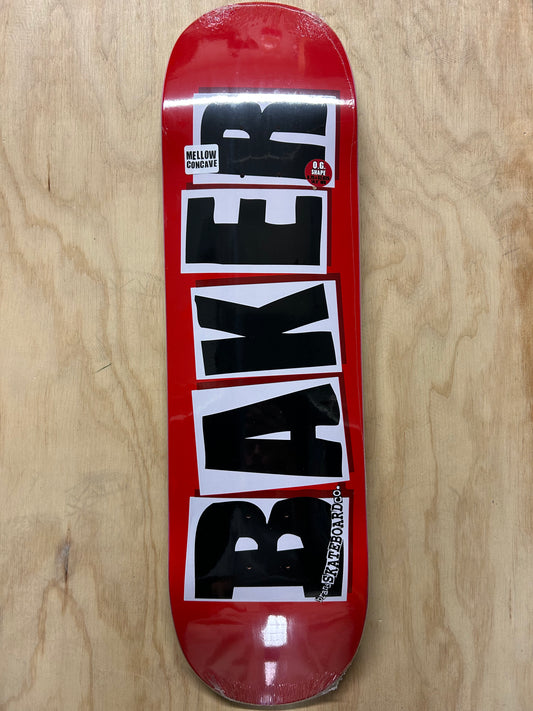 BAKER
SKATEBOARD CO.
MELLOW
CONCAVE
O.G.
SHAPE